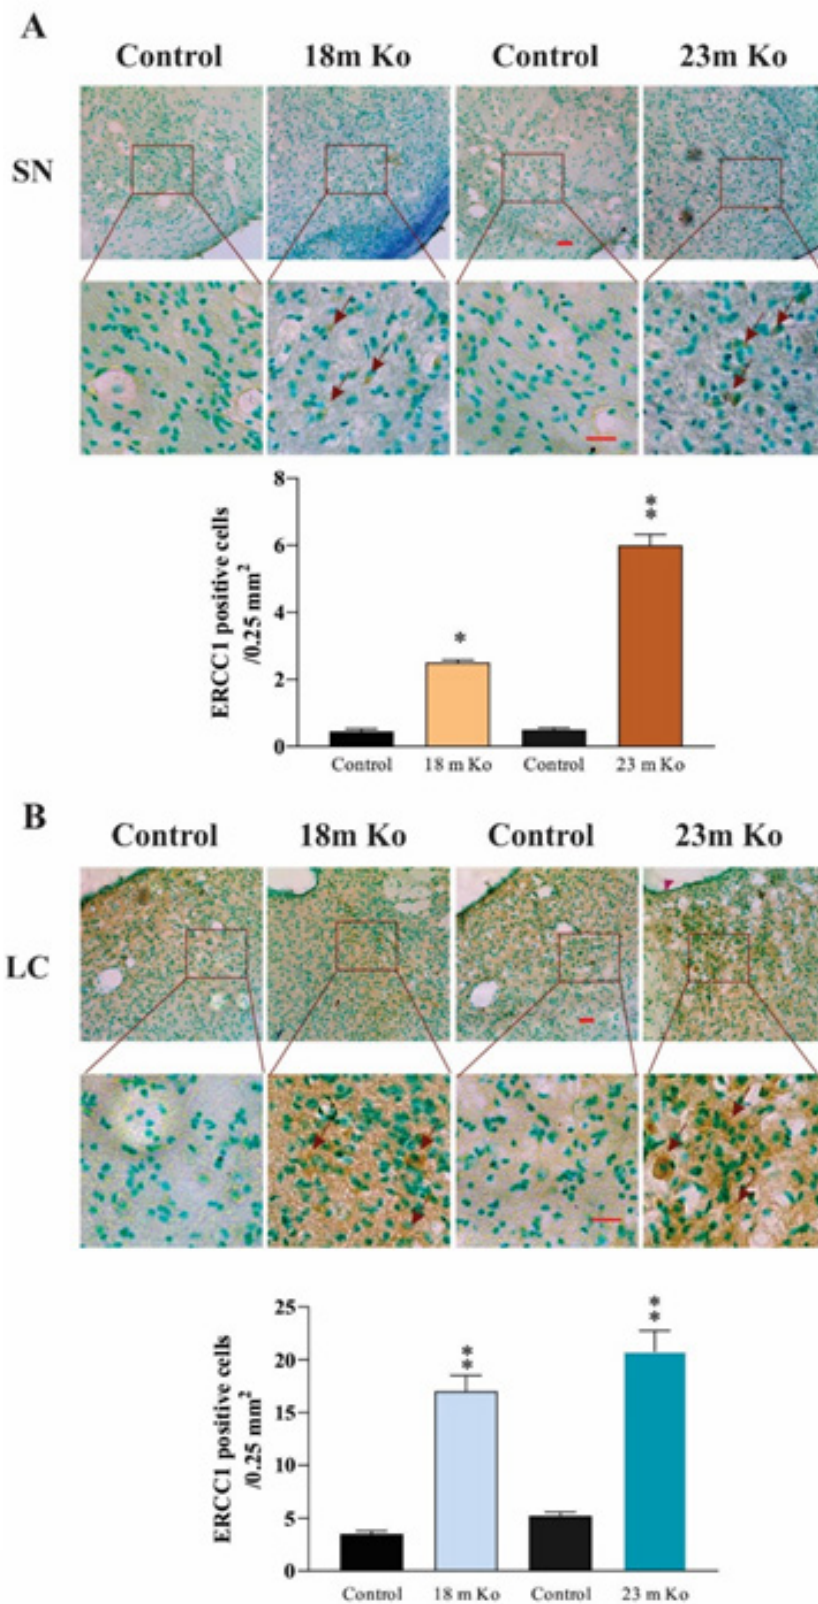 A
Control 18m Ko Control 23m Ko
SN
8
6
4
2
0
ERCC1 positive cells
/0.25 mm²
*
**
Control 18 m Ko Control 23 m Ko
B
Control 18m Ko Control 23m Ko
LC
25
20
15
10
5
0
ERCC1 positive cells
/0.25 mm²
**
**
Control 18 m Ko Control 23 m Ko